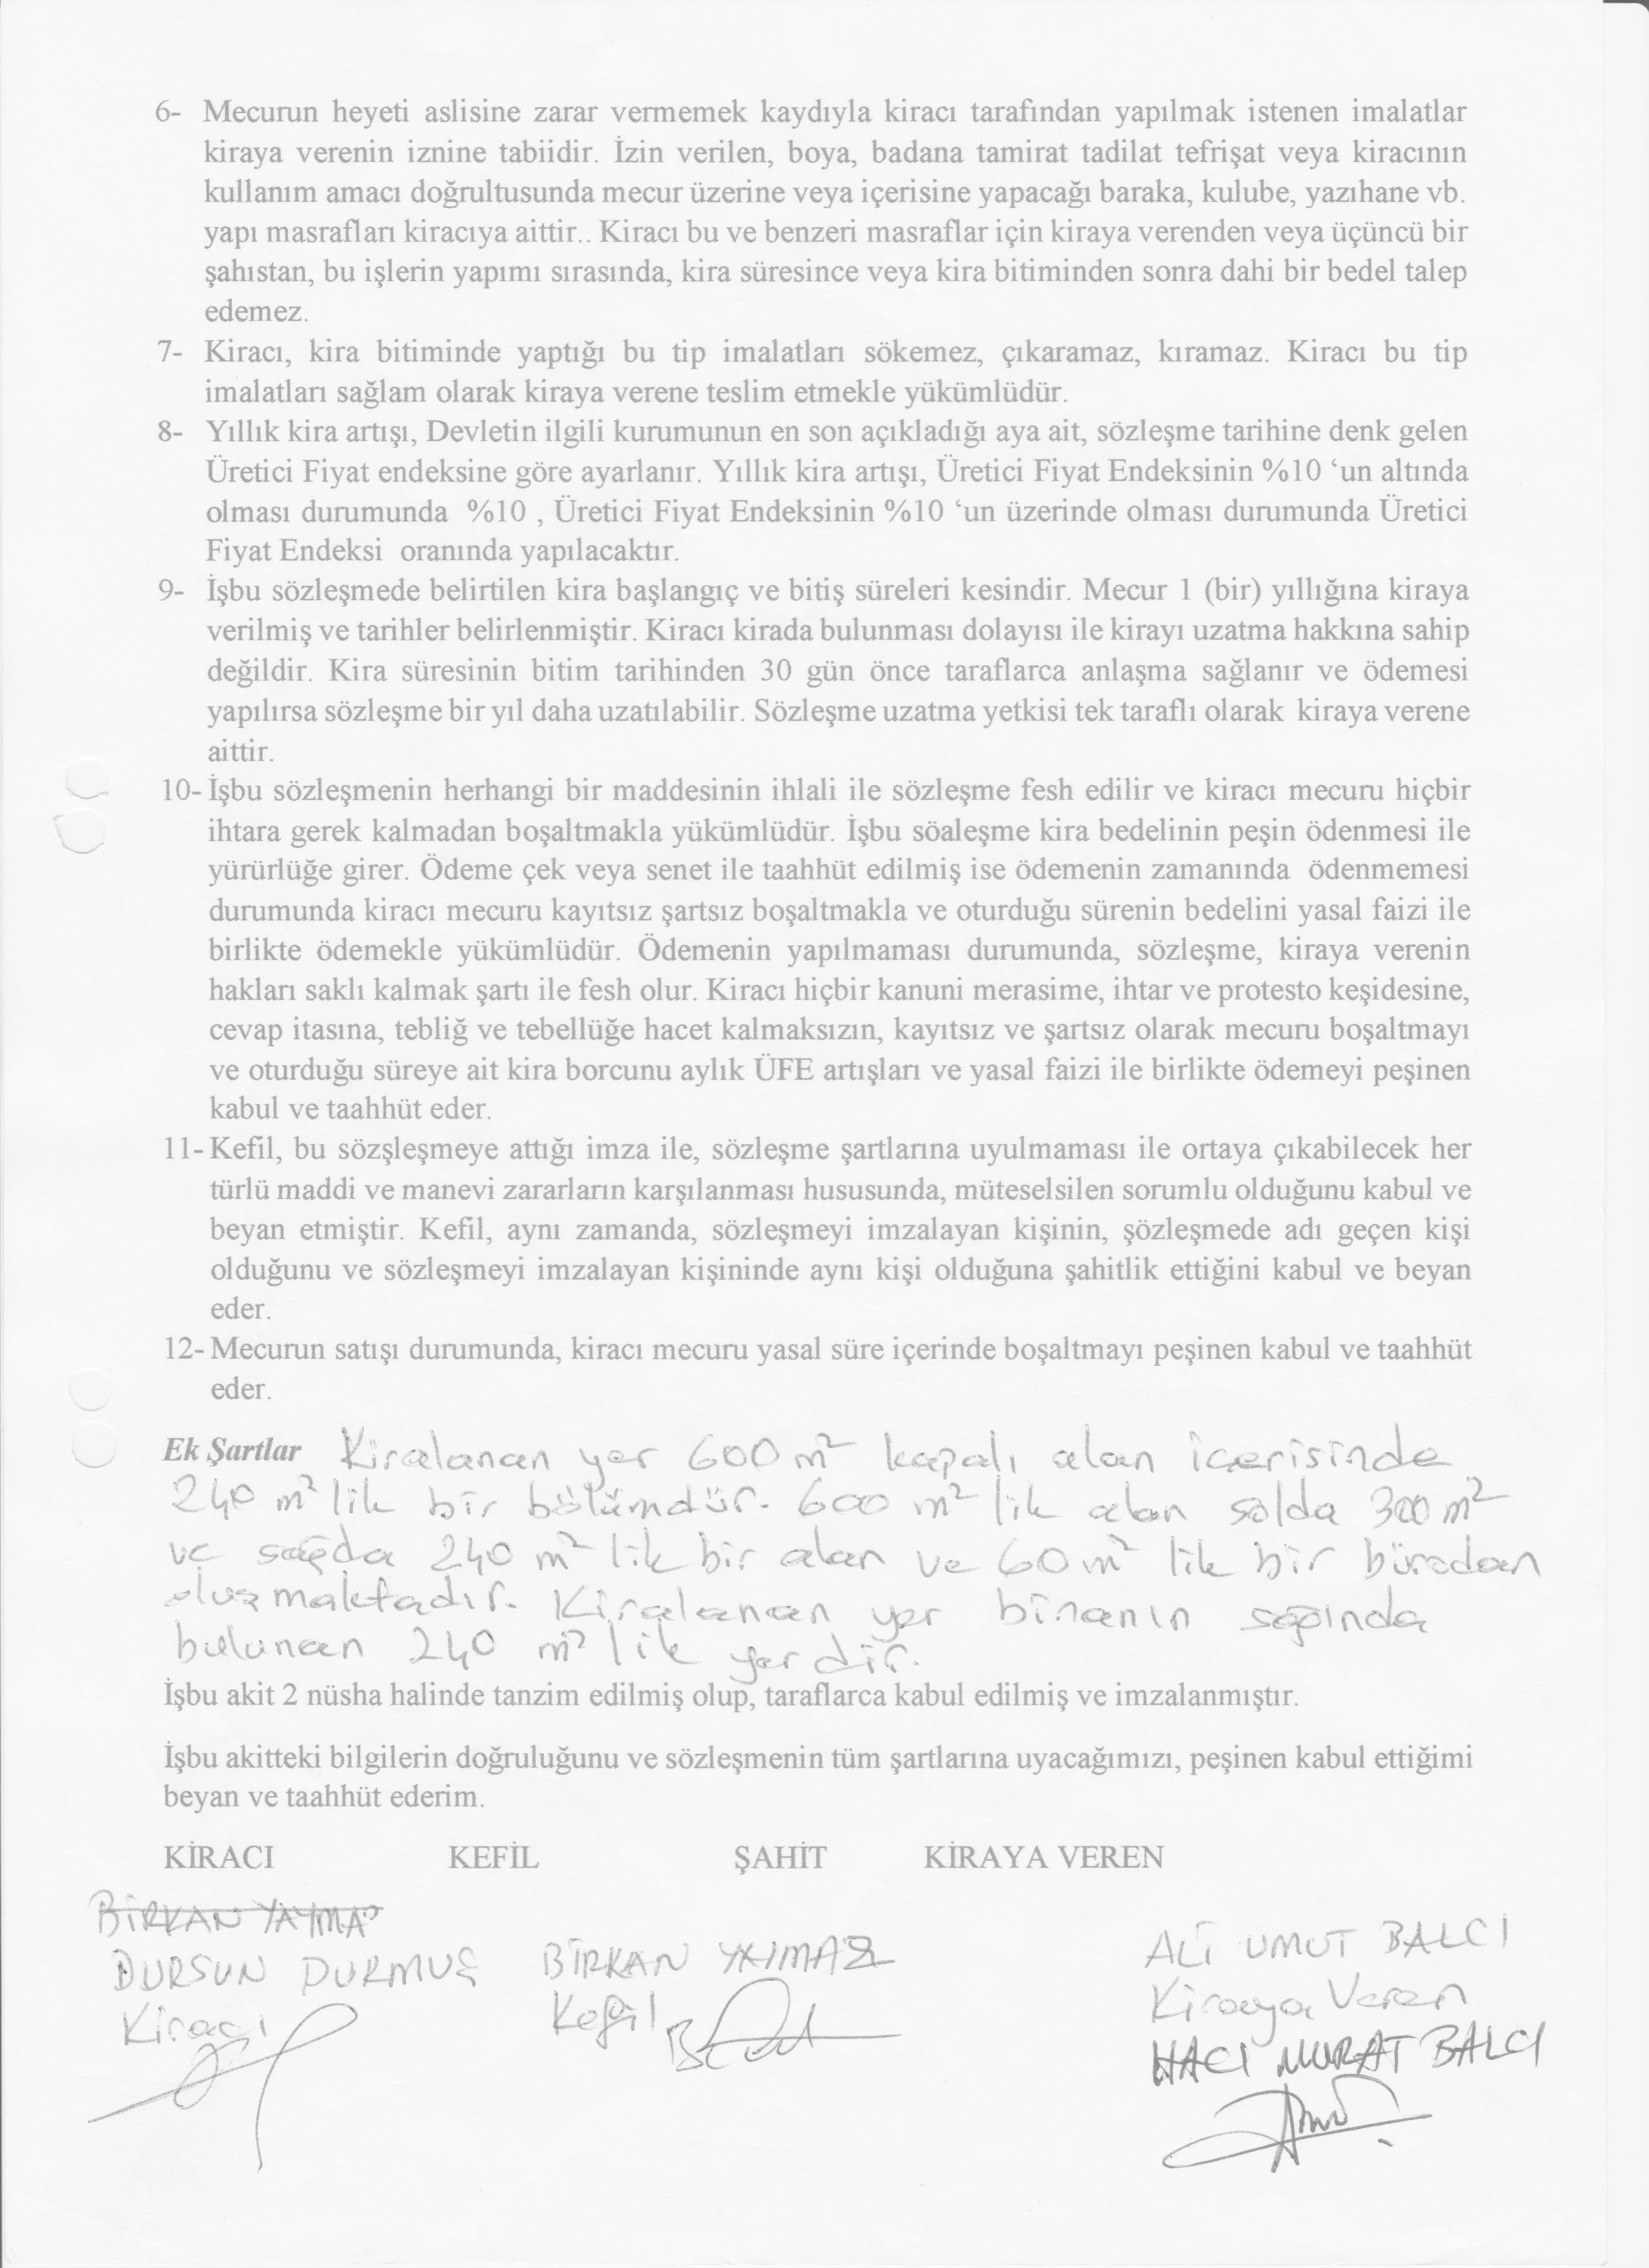 6- Mecurun heyeti aslisine zarar vermemek kaydıyla kiracı tarafından yapılmak istenen imalatlar
kiraya verenin iznine tabiidir. İzin verilen, boya, badana tamirat tadilat tefrişat veya kiracının
kullanım amacı doğrultusunda mecur üzerine veya içerisine yapacağı baraka, kulube, yazıhane vb.
yapı masrafları kiracıya aittir.. Kiracı bu ve benzeri masraflar için kiraya verenden veya üçüncü bir
şahıstan, bu işlerin yapımı sırasında, kira süresince veya kira bitiminden sonra dahi bir bedel talep
edemez.
7- Kiracı, kira bitiminde yaptığı bu tip imalatları sökemez, çıkaramaz, kıramaz. Kiracı bu tip
imalatları sağlam olarak kiraya verene teslim etmekle yükümlüdür.
8- Yıllık kira artışı, Devletin ilgili kurumunun en son açıkladığı aya ait, sözleşme tarihine denk gelen
Üretici Fiyat endeksine göre ayarlanır. Yıllık kira artışı, Üretici Fiyat Endeksinin %10 ‘un altında
olması durumunda %10 , Üretici Fiyat Endeksinin %10 ‘un üzerinde olması durumunda Üretici
Fiyat Endeksi oranında yapılacaktır.
9- İşbu sözleşmede belirtilen kira başlangıç ve bitiş süreleri kesindir. Mecur 1 (bir) yıllığına kiraya
verilmiş ve tarihler belirlenmiştir. Kiracı kirada bulunması dolayısı ile kirayı uzatma hakkına sahip
değildir. Kira süresinin bitim tarihinden 30 gün önce taraflarca anlaşma sağlanır ve ödemesi
yapılırsa sözleşme bir yıl daha uzatılabilir. Sözleşme uzatma yetkisi tek taraflı olarak kiraya verene
aittir.
10- İşbu sözleşmenin herhangi bir maddesinin ihlali ile sözleşme fesh edilir ve kiracı mecuru hiçbir
ihtara gerek kalmadan boşaltmakla yükümlüdür. İşbu söaleşme kira bedelinin peşin ödenmesi ile
yürürlüğe girer. Ödeme çek veya senet ile taahhüt edilmiş ise ödemenin zamanında ödenmemesi
durumunda kiracı mecuru kayıtsız şartsız boşaltmakla ve oturduğu sürenin bedelini yasal faizi ile
birlikte ödemekle yükümlüdür. Ödemenin yapılmaması durumunda, sözleşme, kiraya verenin
hakları saklı kalmak şartı ile fesh olur. Kiracı hiçbir kanuni merasime, ihtar ve protesto keşidesine,
cevap itasına, tebliğ ve tebellüğe hacet kalmaksızın, kayıtsız ve şartsız olarak mecuru boşaltmayı
ve oturduğu süreye ait kira borcunu aylık ÜFE artışları ve yasal faizi ile birlikte ödemeyi peşinen
kabul ve taahhüt eder.
11- Kefil, bu sözşleşmeye attığı imza ile, sözleşme şartlarına uyulmaması ile ortaya çıkabilecek her
türlü maddi ve manevi zararların karşılanması hususunda, müteselsilen sorumlu olduğunu kabul ve
beyan etmiştir. Kefil, aynı zamanda, sözleşmeyi imzalayan kişinin, şözleşmede adı geçen kişi
olduğunu ve sözleşmeyi imzalayan kişininde aynı kişi olduğuna şahitlik ettiğini kabul ve beyan
eder.
12- Mecurun satışı durumunda, kiracı mecuru yasal süre içerinde boşaltmayı peşinen kabul ve taahhüt
eder.
Ek Şartlar Kiralanan yer 600 m² kapalı alan içerisinde
240 m² lik bir bölümdür. 600 m² lik alan solda 300 m²
ve sağda 240 m² lik bir alan ve 60 m² lik bir bürodan
oluşmaktadır. Kiralanan yer binanın sağında
bulunan 240 m² lik yerdir.
İşbu akit 2 nüsha halinde tanzim edilmiş olup, taraflarca kabul edilmiş ve imzalanmıştır.
İşbu akitteki bilgilerin doğruluğunu ve sözleşmenin tüm şartlarına uyacağımızı, peşinen kabul ettiğimi
beyan ve taahhüt ederim.
KİRACI KEFİL ŞAHİT KİRAYA VEREN
BİRKAN
DURSUN DURMUŞ BİRKAN YILMAZ ALİ UMUT BALCI
Kiracı Kefil Kiraya Veren
HACI MURAT BALCI